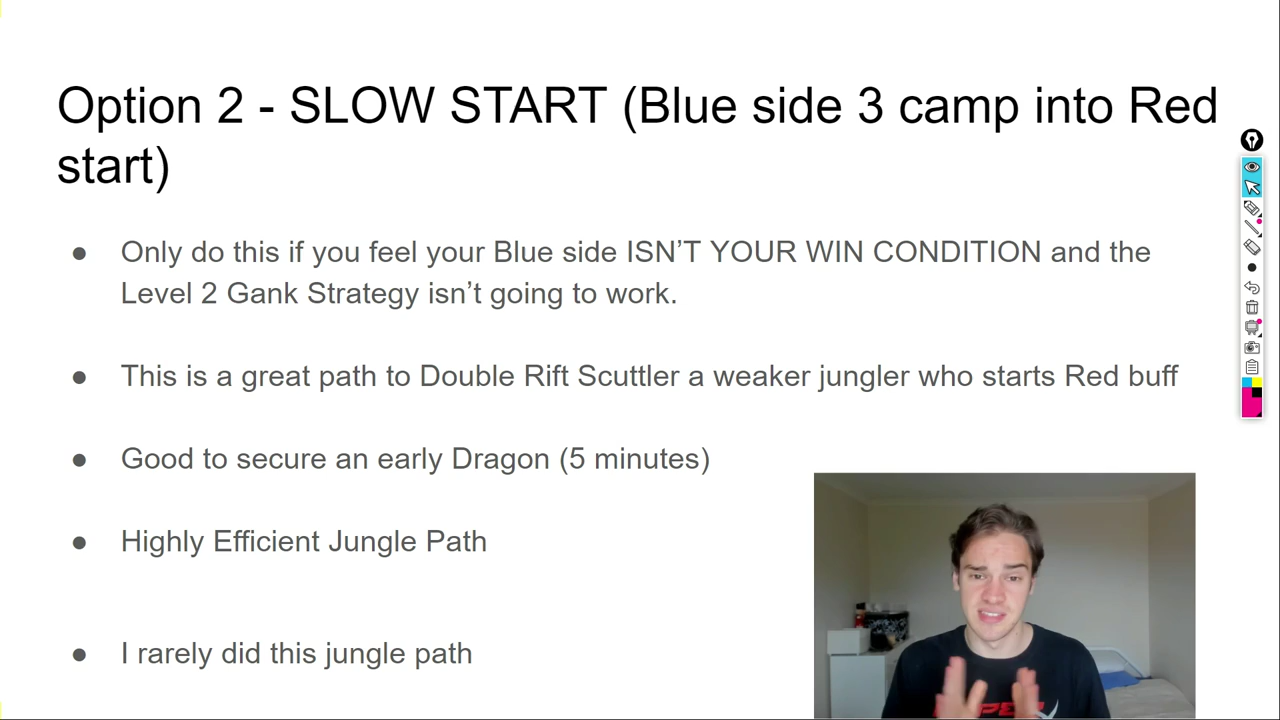 Option 2 - SLOW START (Blue side 3 camp into Red
start)
● Only do this if you feel your Blue side ISN’T YOUR WIN CONDITION and the
Level 2 Gank Strategy isn’t going to work.
● This is a great path to Double Rift Scuttler a weaker jungler who starts Red buff
● Good to secure an early Dragon (5 minutes)
● Highly Efficient Jungle Path
● I rarely did this jungle path